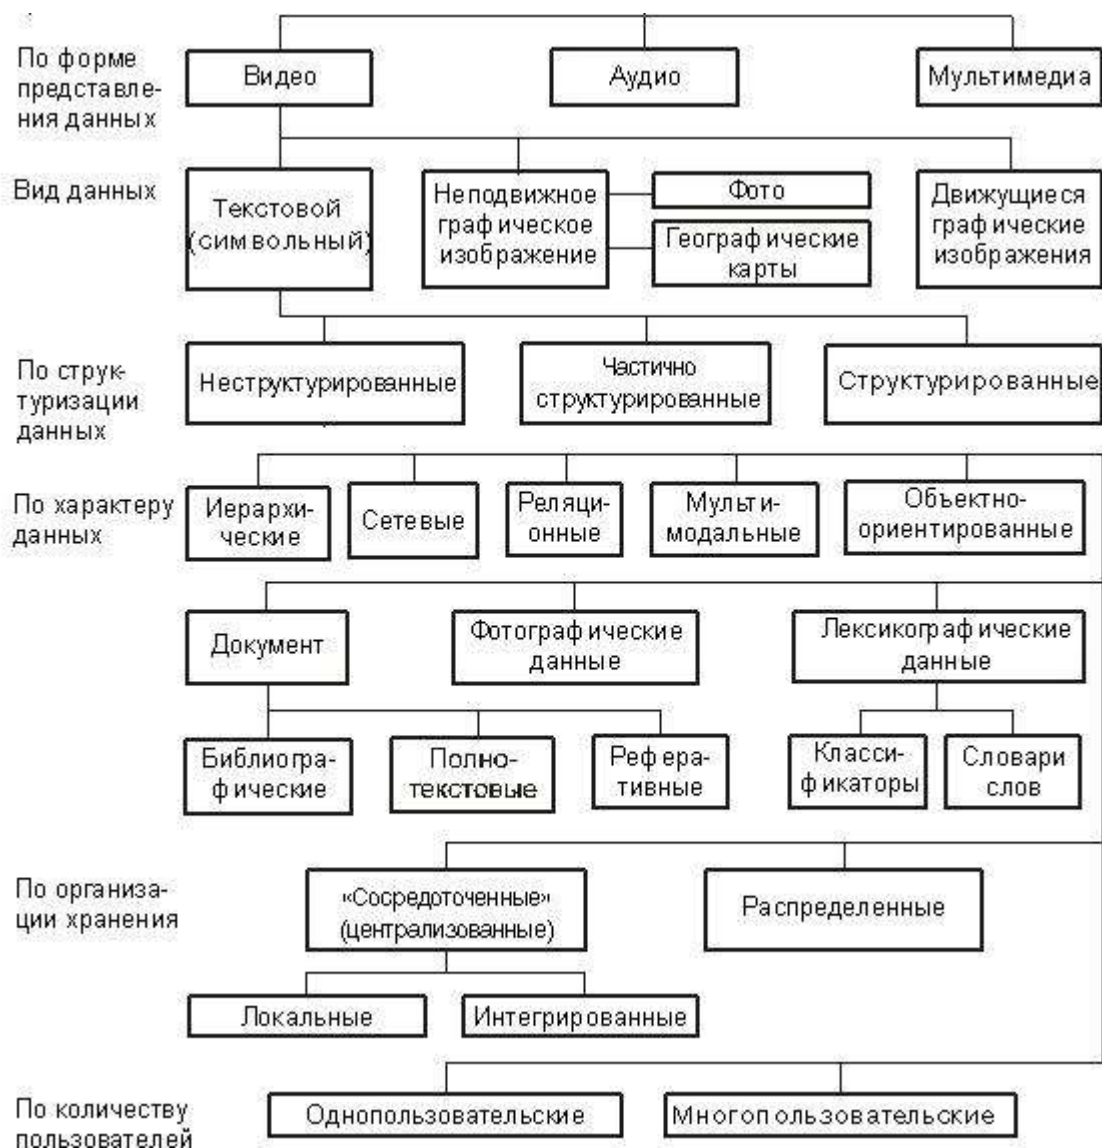 По форме
представле-
ния данных
Видео
Аудио
Мультимедиа
Вид данных
Текстовой
(символьный)
Неподвижное
графическое
изображение
Фото
Географические
карты
Движущиеся
графические
изображения
По струк-
туризации
данных
Неструктурированные
Частично
структурированные
Структурированные
По характеру
данных
Иерархи-
ческие
Сетевые
Реляци-
онные
Мульти-
модальные
Объектно-
ориентированные
Документ
Фотографические
данные
Лексикографические
данные
Библиогра-
фические
Полно-
текстовые
Рефера-
тивные
Класси-
фикаторы
Словари
слов
По организа-
ции хранения
«Сосредоточенные»
(централизованные)
Распределенные
Локальные
Интегрированные
По количеству
пользователей
Однопользовательские
Многопользовательские